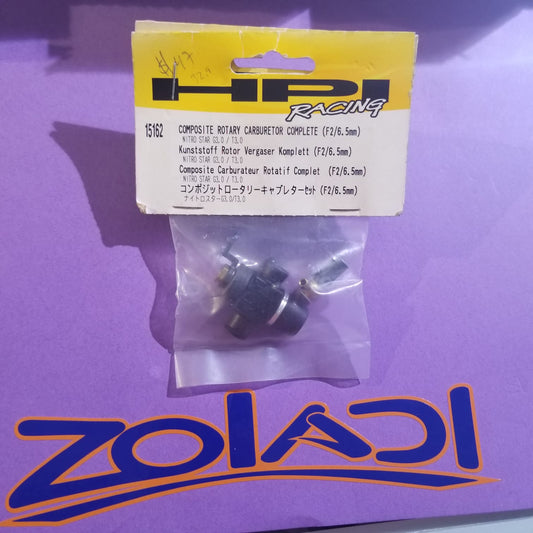 $47
HPI
RACING
15162 COMPOSITE ROTARY CARBURETOR COMPLETE (F2/6.5mm)
NITRO STAR G3.0 / T3.0
Kunststoff Rotor Vergaser Komplett (F2/6.5mm)
NITRO STAR G3.0 / T3.0
Composite Carburateur Rotatif Complet (F2/6.5mm)
NITRO STAR G3.0 / T3.0
コンポジットロータリーキャブレターセット (F2/6.5mm)
ナイトロスターG3.0/T3.0
ZOIAJI